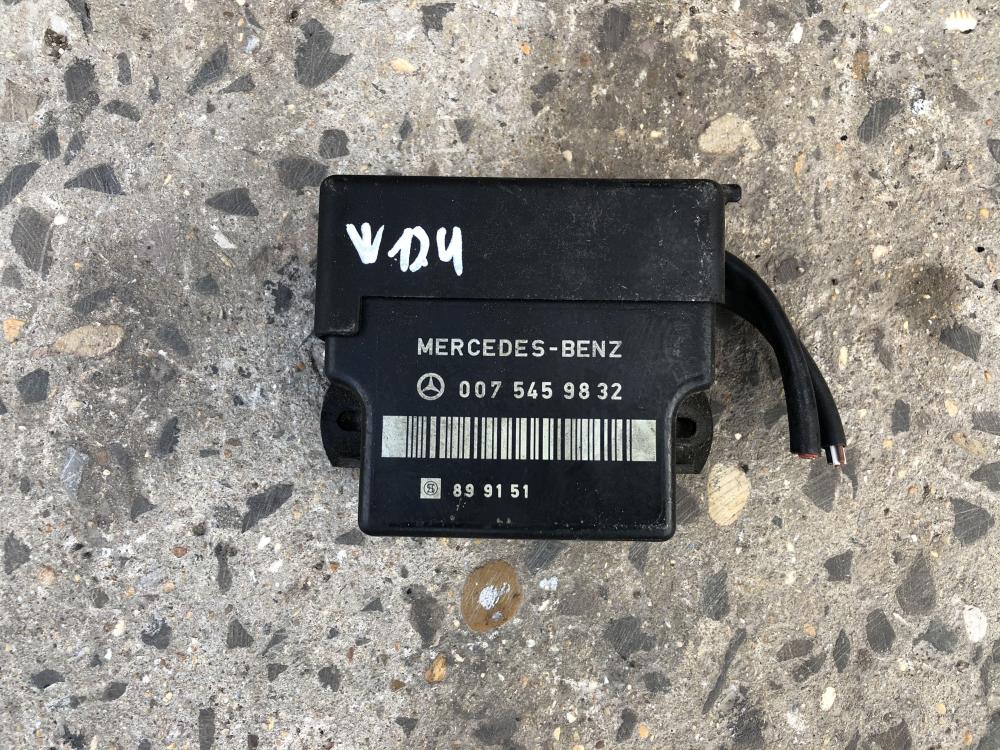 W124
MERCEDES-BENZ
007 545 98 32
89 91 51